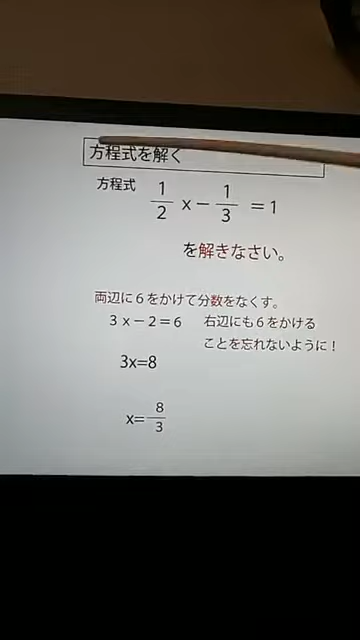 方程式を解く
方程式 1/2 x − 1/3 = 1
を解きなさい。
両辺に6をかけて分数をなくす。
3x−2=6 右辺にも6をかける
ことを忘れないように!
3x=8
x= 8/3